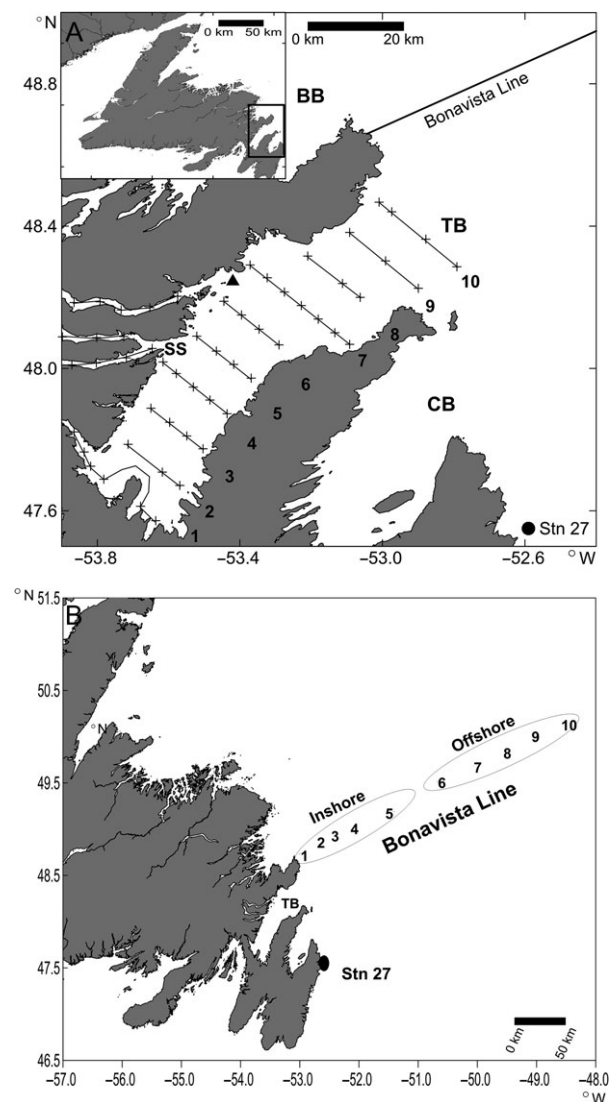 A
°N
0 km 50 km
0 km 20 km
48.8
BB
Bonavista Line
48.4
TB
10
9
8
SS
7
48.0
6
CB
5
4
3
47.6
2
1
Stn 27
−53.8 −53.4 −53.0 −52.6
°W
°N
51.5
B
50.5
°N
Offshore
10
9
8
7
6
49.5
Inshore
5
4
3
2
1
Bonavista Line
48.5
TB
47.5
Stn 27
0 km 50 km
46.5
−57.0 −56.0 −55.0 −54.0 −53.0 −52.0 −51.0 −50.0 −49.0 −48.0
°W